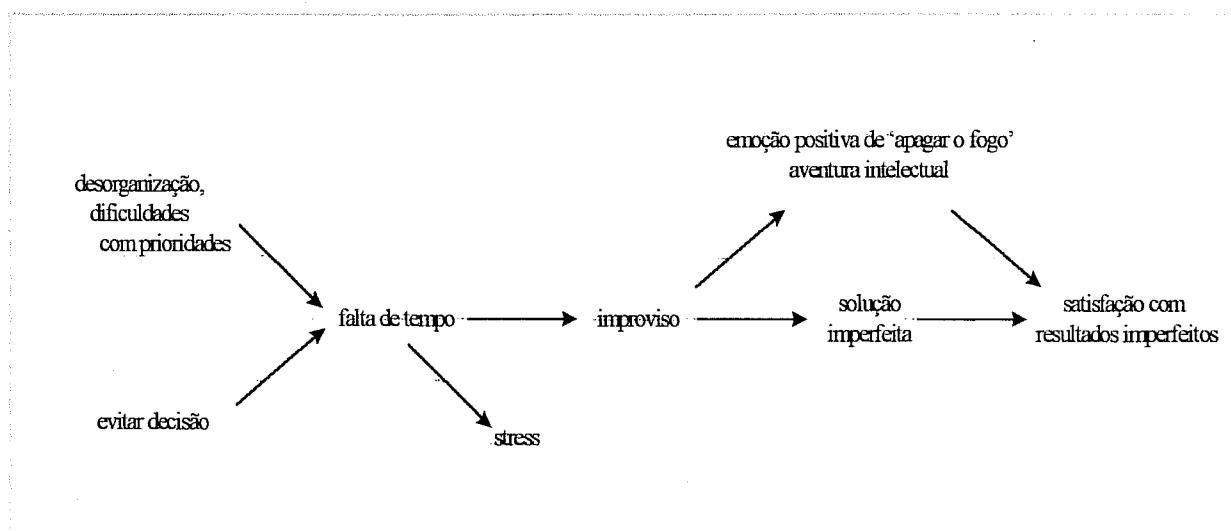 emoção positiva de 'apagar o fogo'
aventura intelectual
desorganização,
dificuldades
com prioridades
falta de tempo
improviso
solução
imperfeita
satisfação com
resultados imperfeitos
evitar decisão
stress